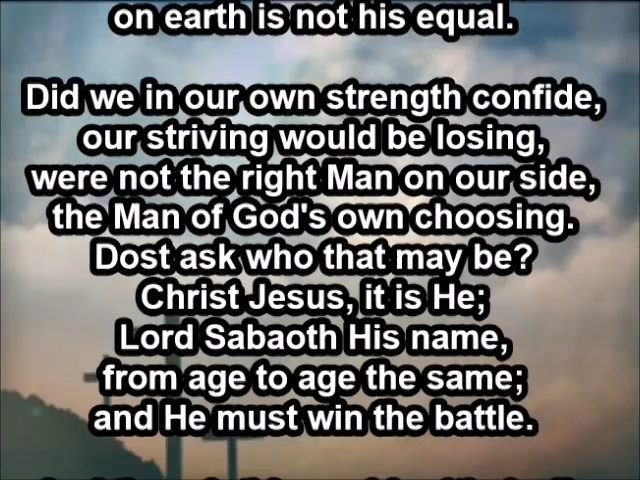 on earth is not his equal.
Did we in our own strength confide,
our striving would be losing,
were not the right Man on our side,
the Man of God's own choosing.
Dost ask who that may be?
Christ Jesus, it is He;
Lord Sabaoth His name,
from age to age the same;
and He must win the battle.